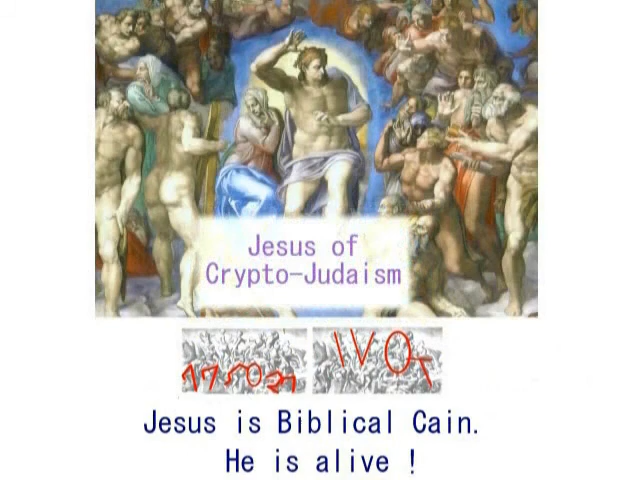 Jesus of
Crypto-Judaism
Jesus is Biblical Cain.
He is alive !